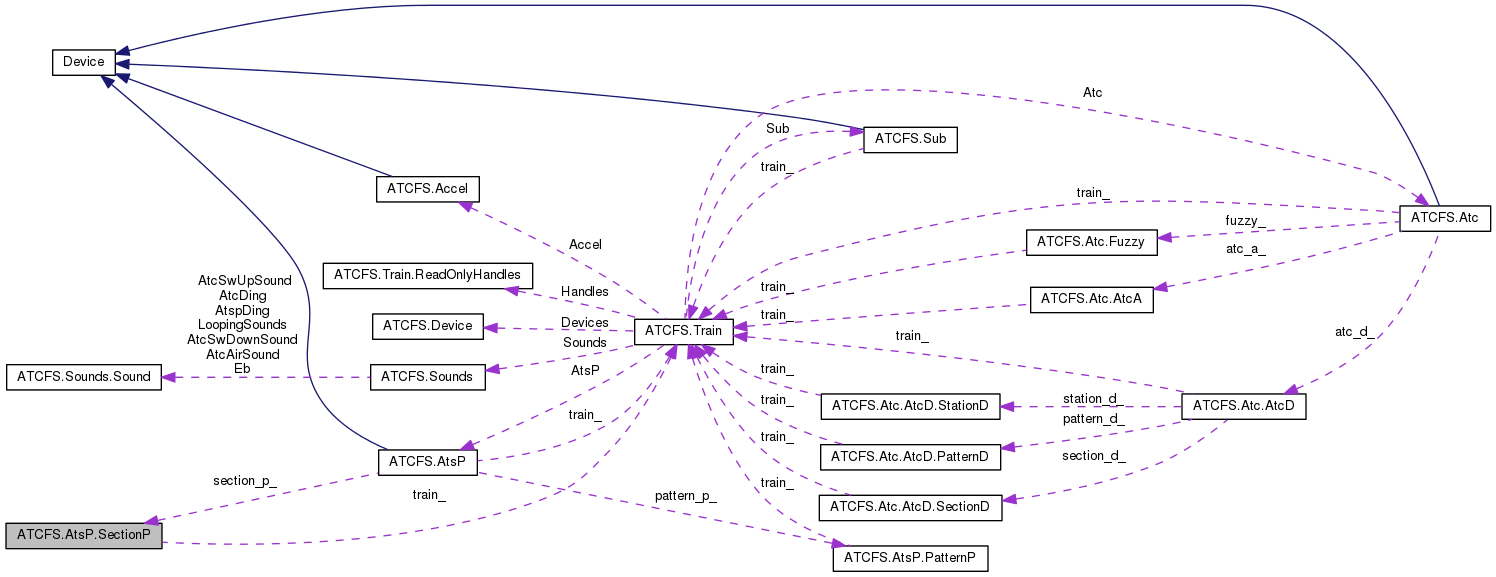 Device
Atc
Sub
ATCFS.Sub
train_
ATCFS.Accel
train_
ATCFS.Atc
fuzzy_
ATCFS.Atc.Fuzzy
Accel
atc_a_
ATCFS.Train.ReadOnlyHandles
AtcSwUpSound
AtcDing
AtspDing
LoopingSounds
AtcSwDownSound
AtcAirSound
Eb
Handles
train_
ATCFS.Atc.AtcA
train_
Devices
ATCFS.Device
ATCFS.Train
train_
atc_d_
Sounds
ATCFS.Sounds.Sound
ATCFS.Sounds
AtsP
train_
station_d_
ATCFS.Atc.AtcD.StationD
ATCFS.Atc.AtcD
train_
train_
pattern_d_
train_
ATCFS.Atc.AtcD.PatternD
section_d_
ATCFS.AtsP
section_p_
train_
pattern_p_
train_
ATCFS.Atc.AtcD.SectionD
ATCFS.AtsP.SectionP
ATCFS.AtsP.PatternP